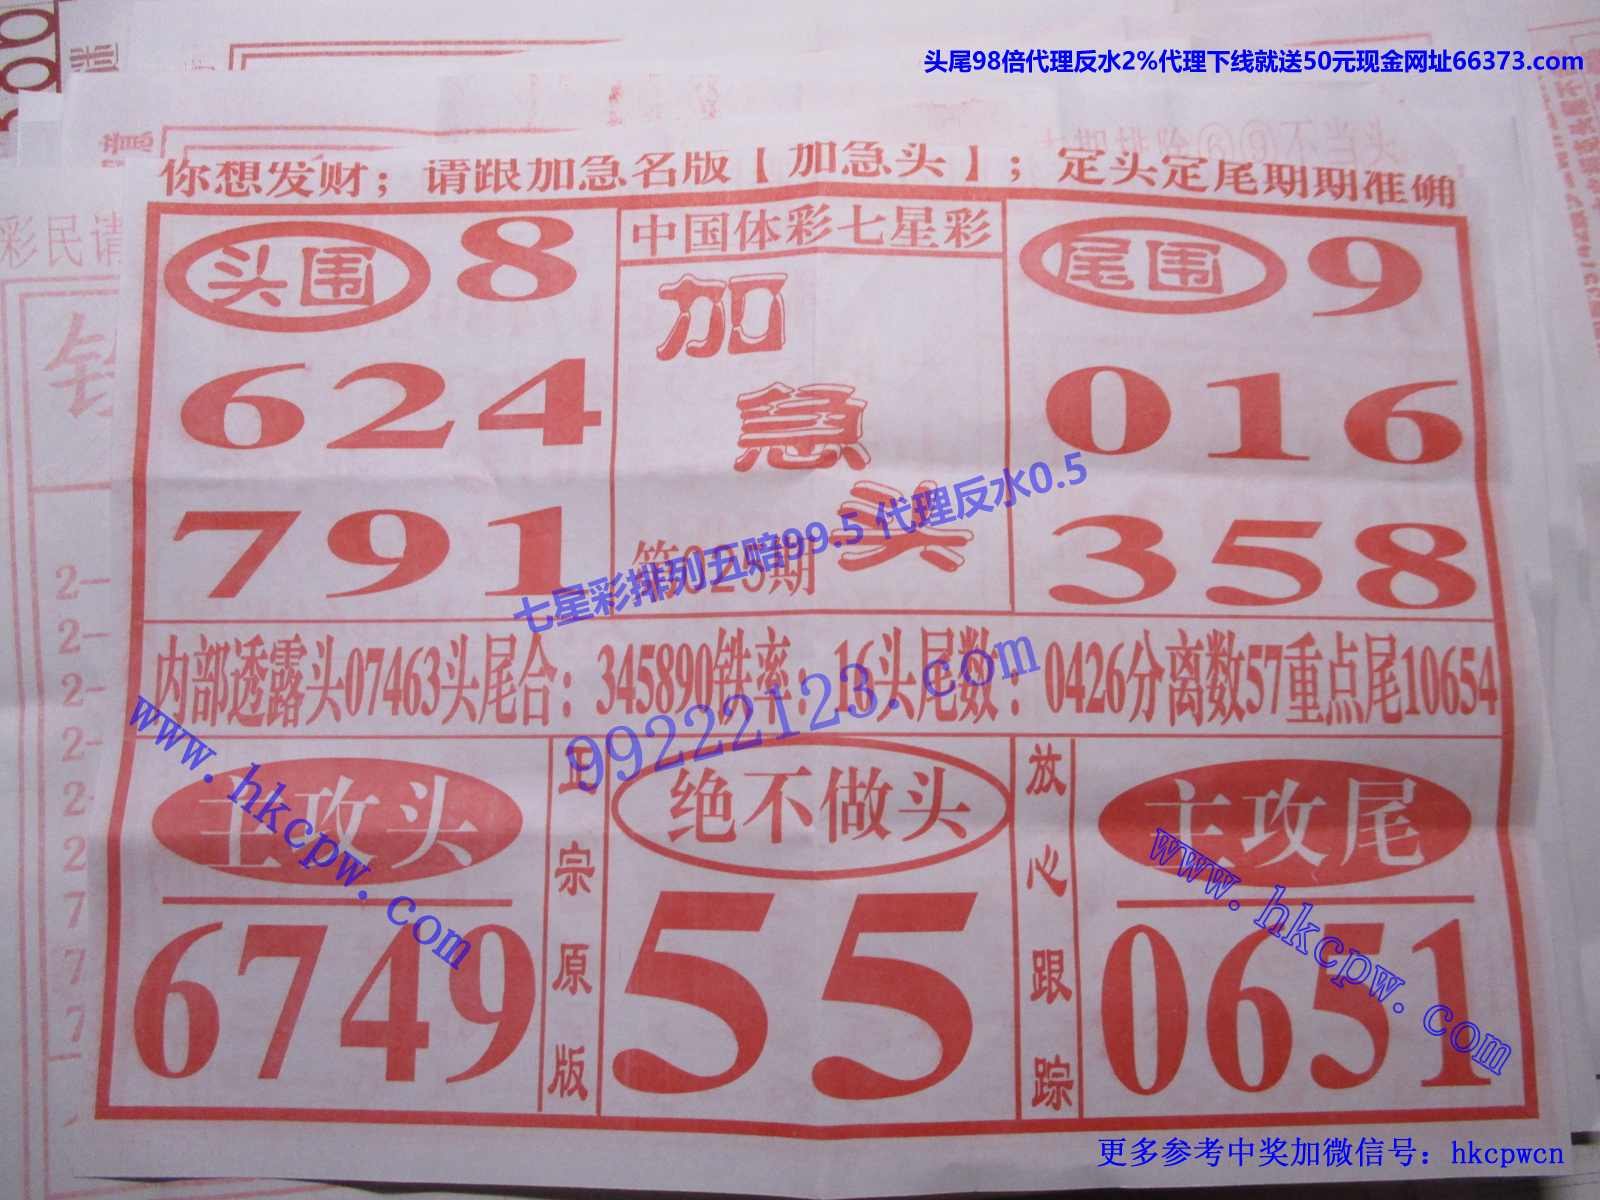 头尾98倍代理反水2%代理下线就送50元现金网址66373.com
你想发财；请跟加急名版【加急头】；定头定尾期期准确
彩民请
头围 8
624
791
中国体彩七星彩
加
急
头
第025期
尾围 9
016
358
七星彩排列五赔99.5 代理反水0.5
内部透露头07463头尾合：345890铁率：16头尾数：0426分离数57重点尾10654
99222123.com
www.hkcpw.com
主攻头
6749
正宗原版
绝不做头
55
放心跟踪
主攻尾
0651
www.hkcpw.com
更多参考中奖加微信号：hkcpwcn